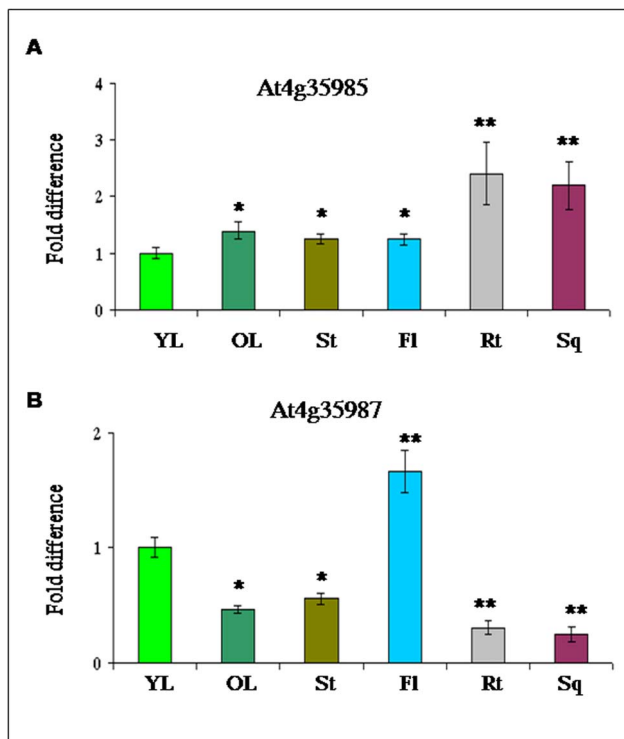 A
At4g35985
Fold difference
4
3
2
1
0
* * * ** **
YL OL St Fl Rt Sq
B
At4g35987
Fold difference
2
1
0
* * ** ** **
YL OL St Fl Rt Sq